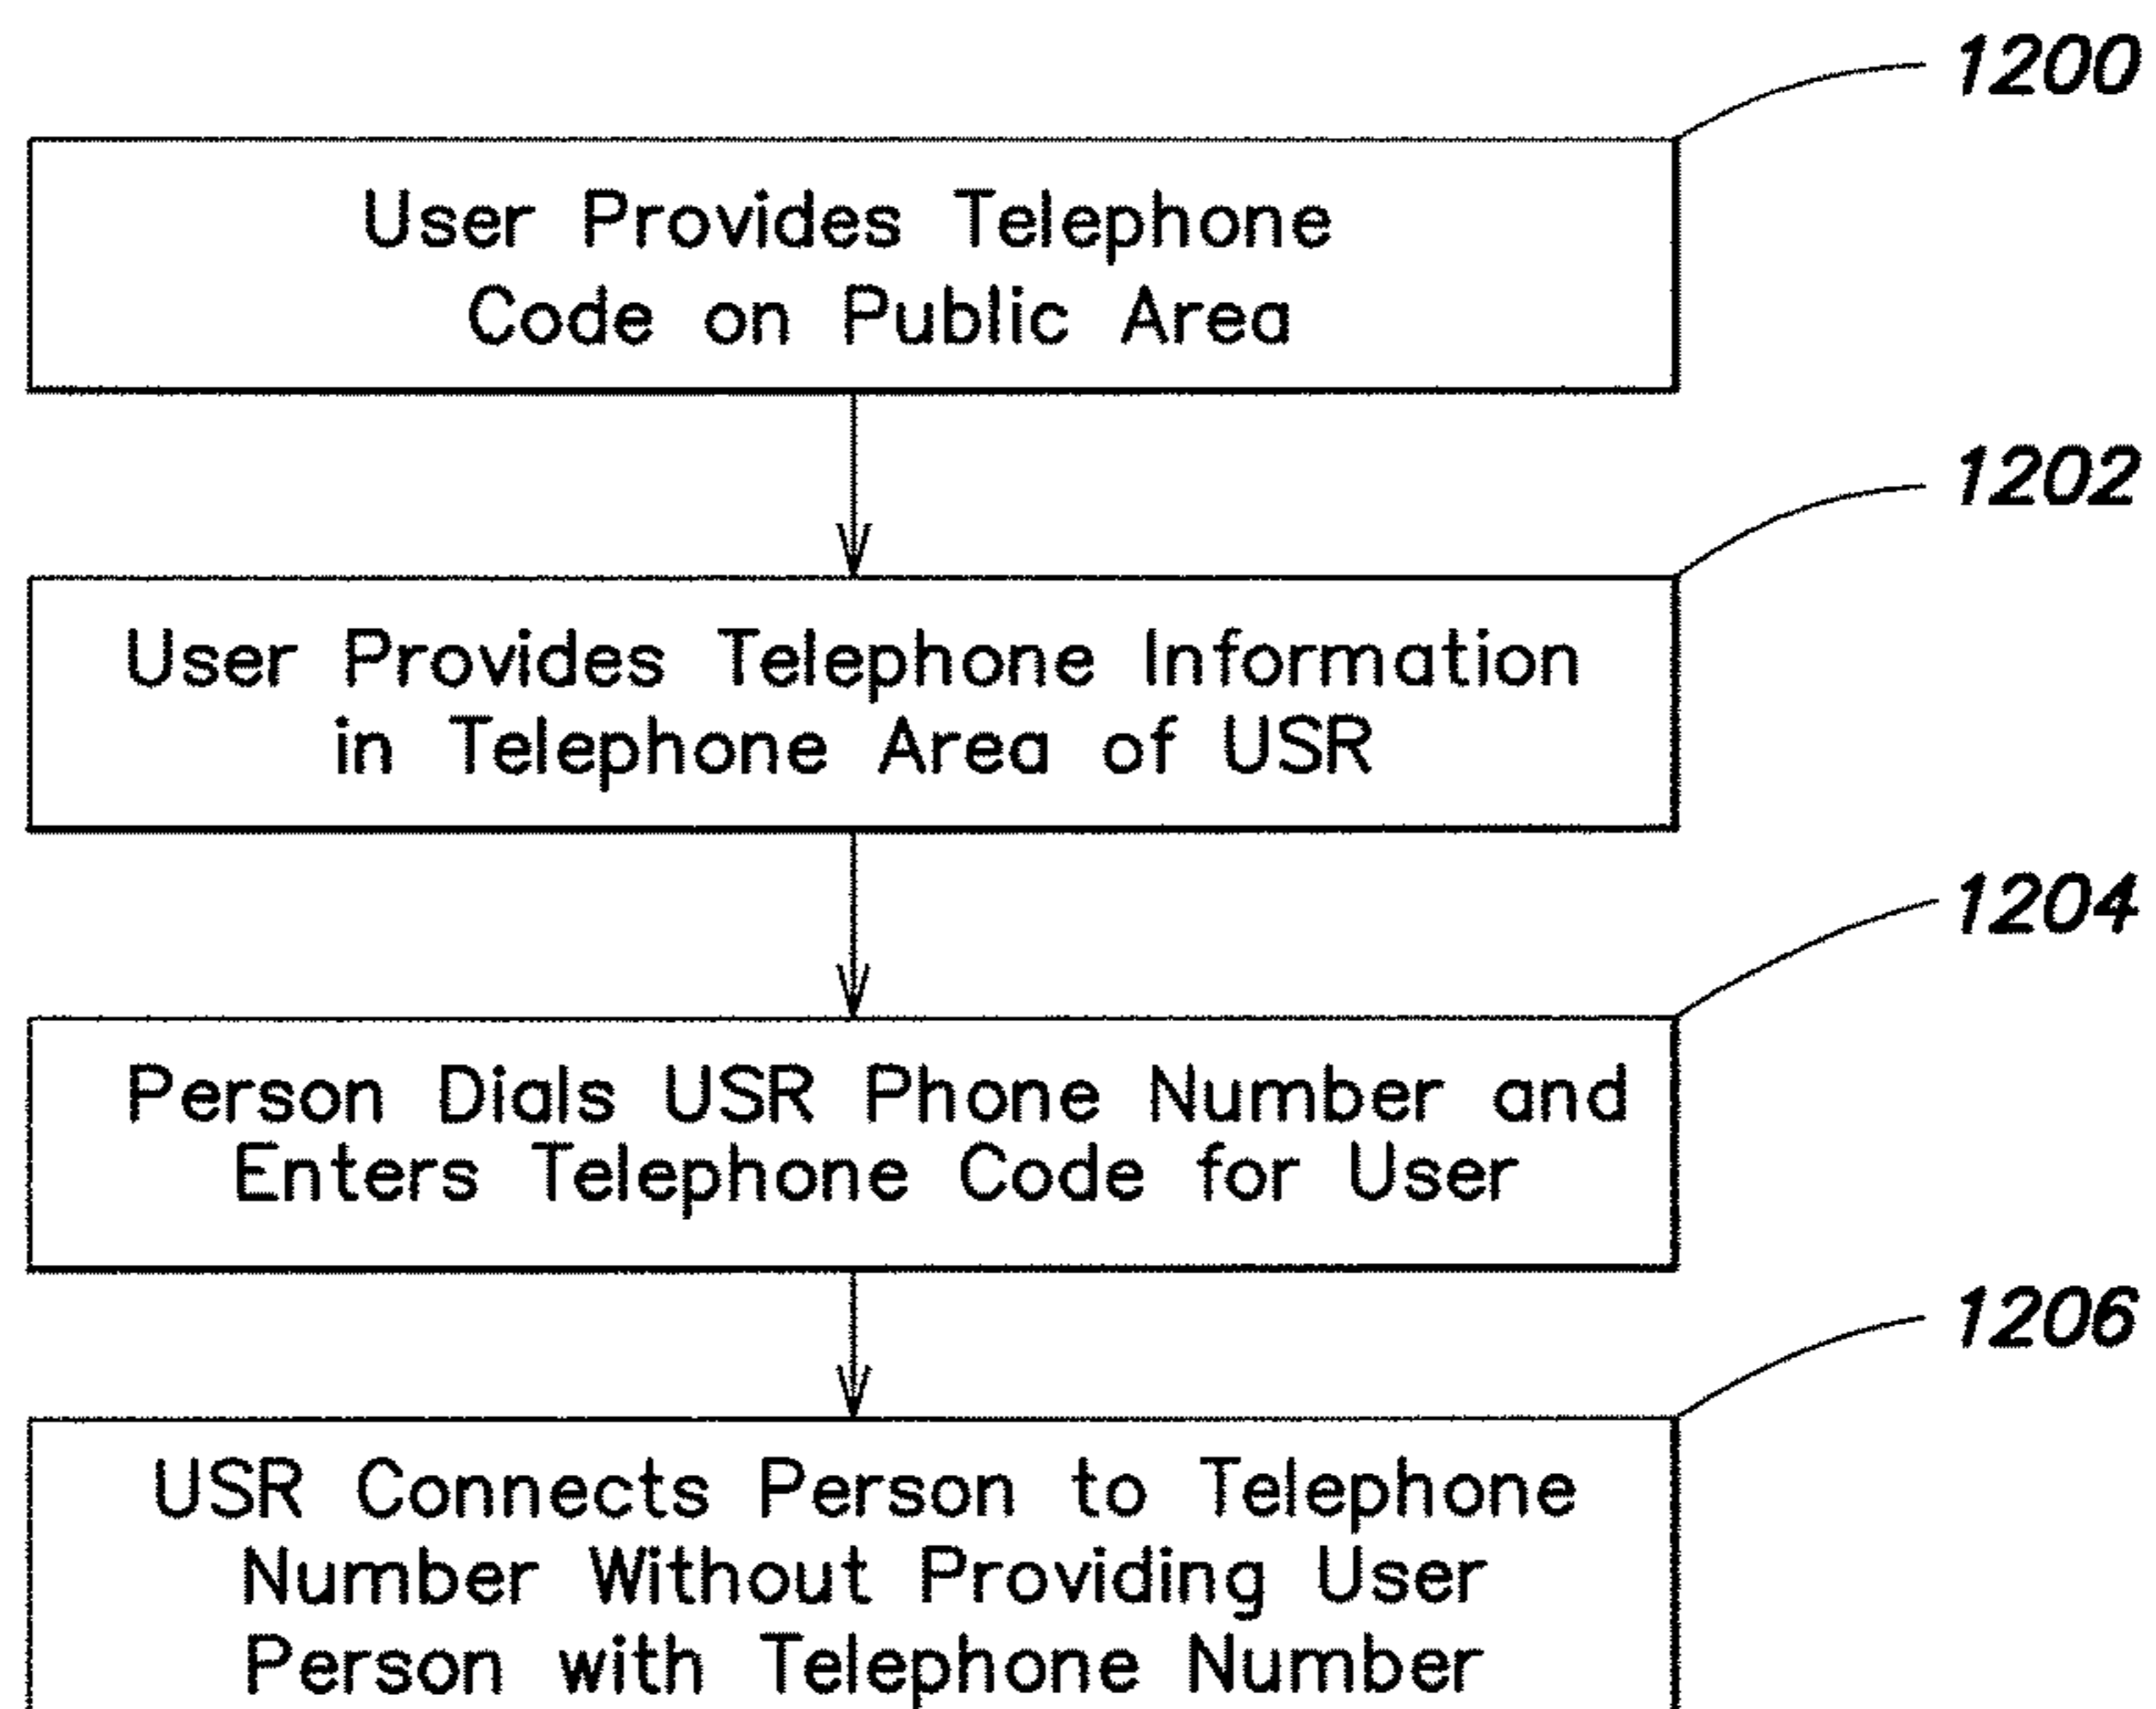 1200
User Provides Telephone
Code on Public Area
1202
User Provides Telephone Information
in Telephone Area of USR
1204
Person Dials USR Phone Number and
Enters Telephone Code for User
1206
USR Connects Person to Telephone
Number Without Providing User
Person with Telephone Number